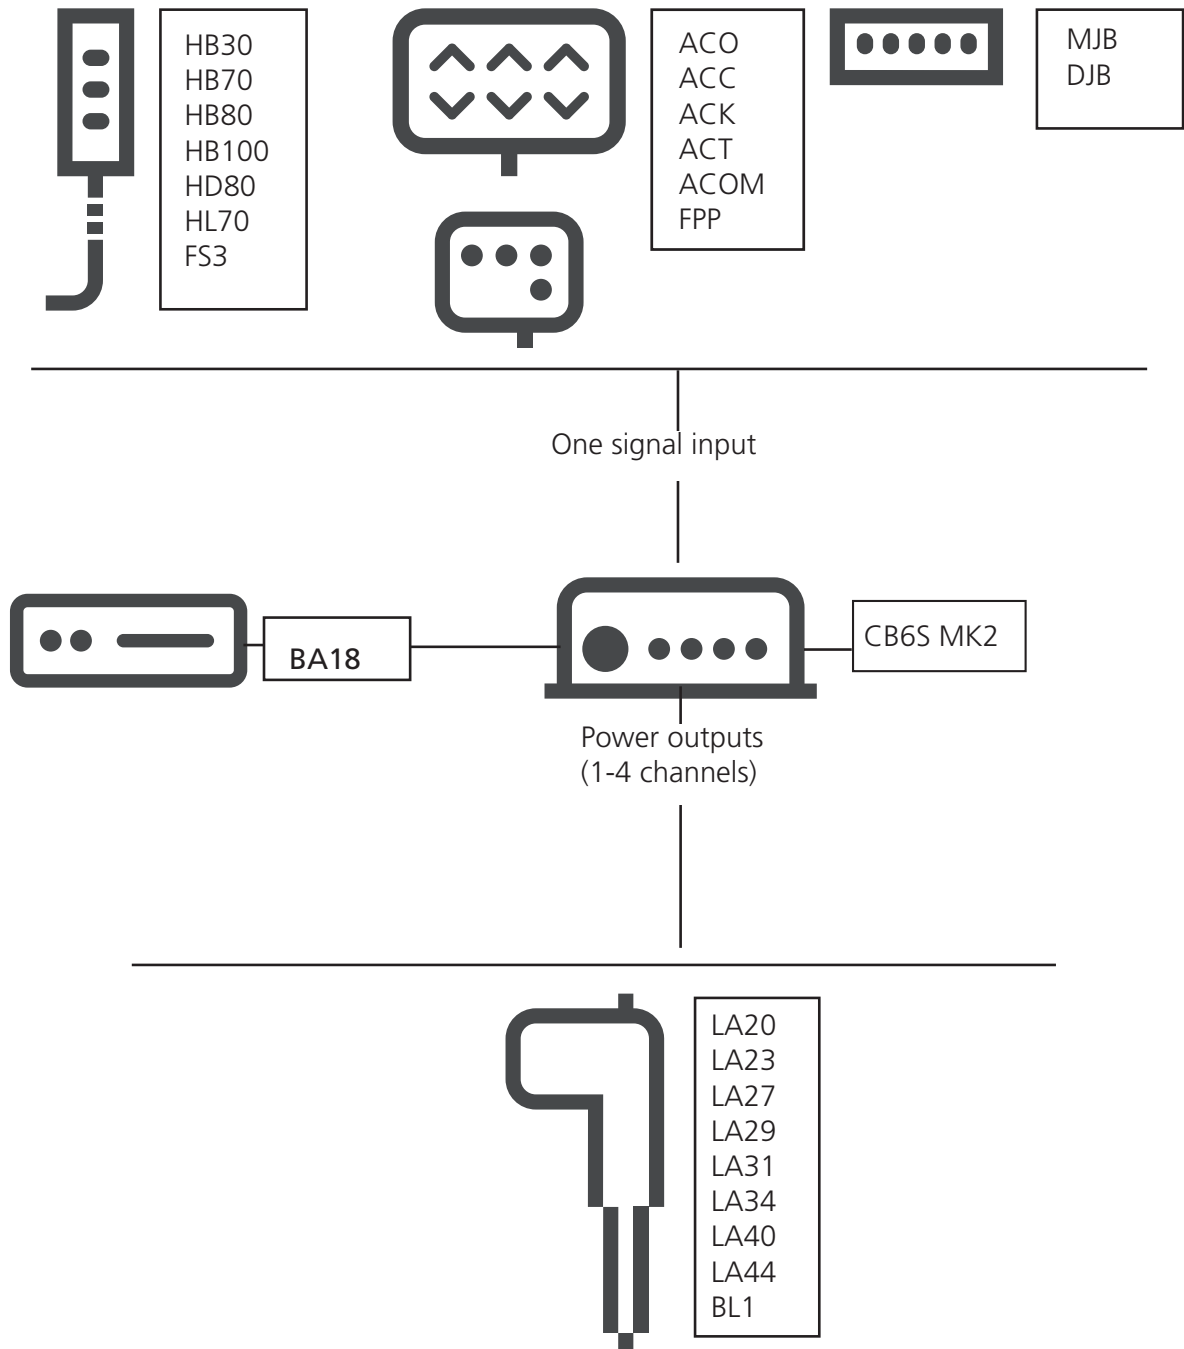 HB30
HB70
HB80
HB100
HD80
HL70
FS3
ACO
ACC
ACK
ACT
ACOM
FPP
MJB
DJB
One signal input
BA18
CB6S MK2
Power outputs
(1-4 channels)
LA20
LA23
LA27
LA29
LA31
LA34
LA40
LA44
BL1